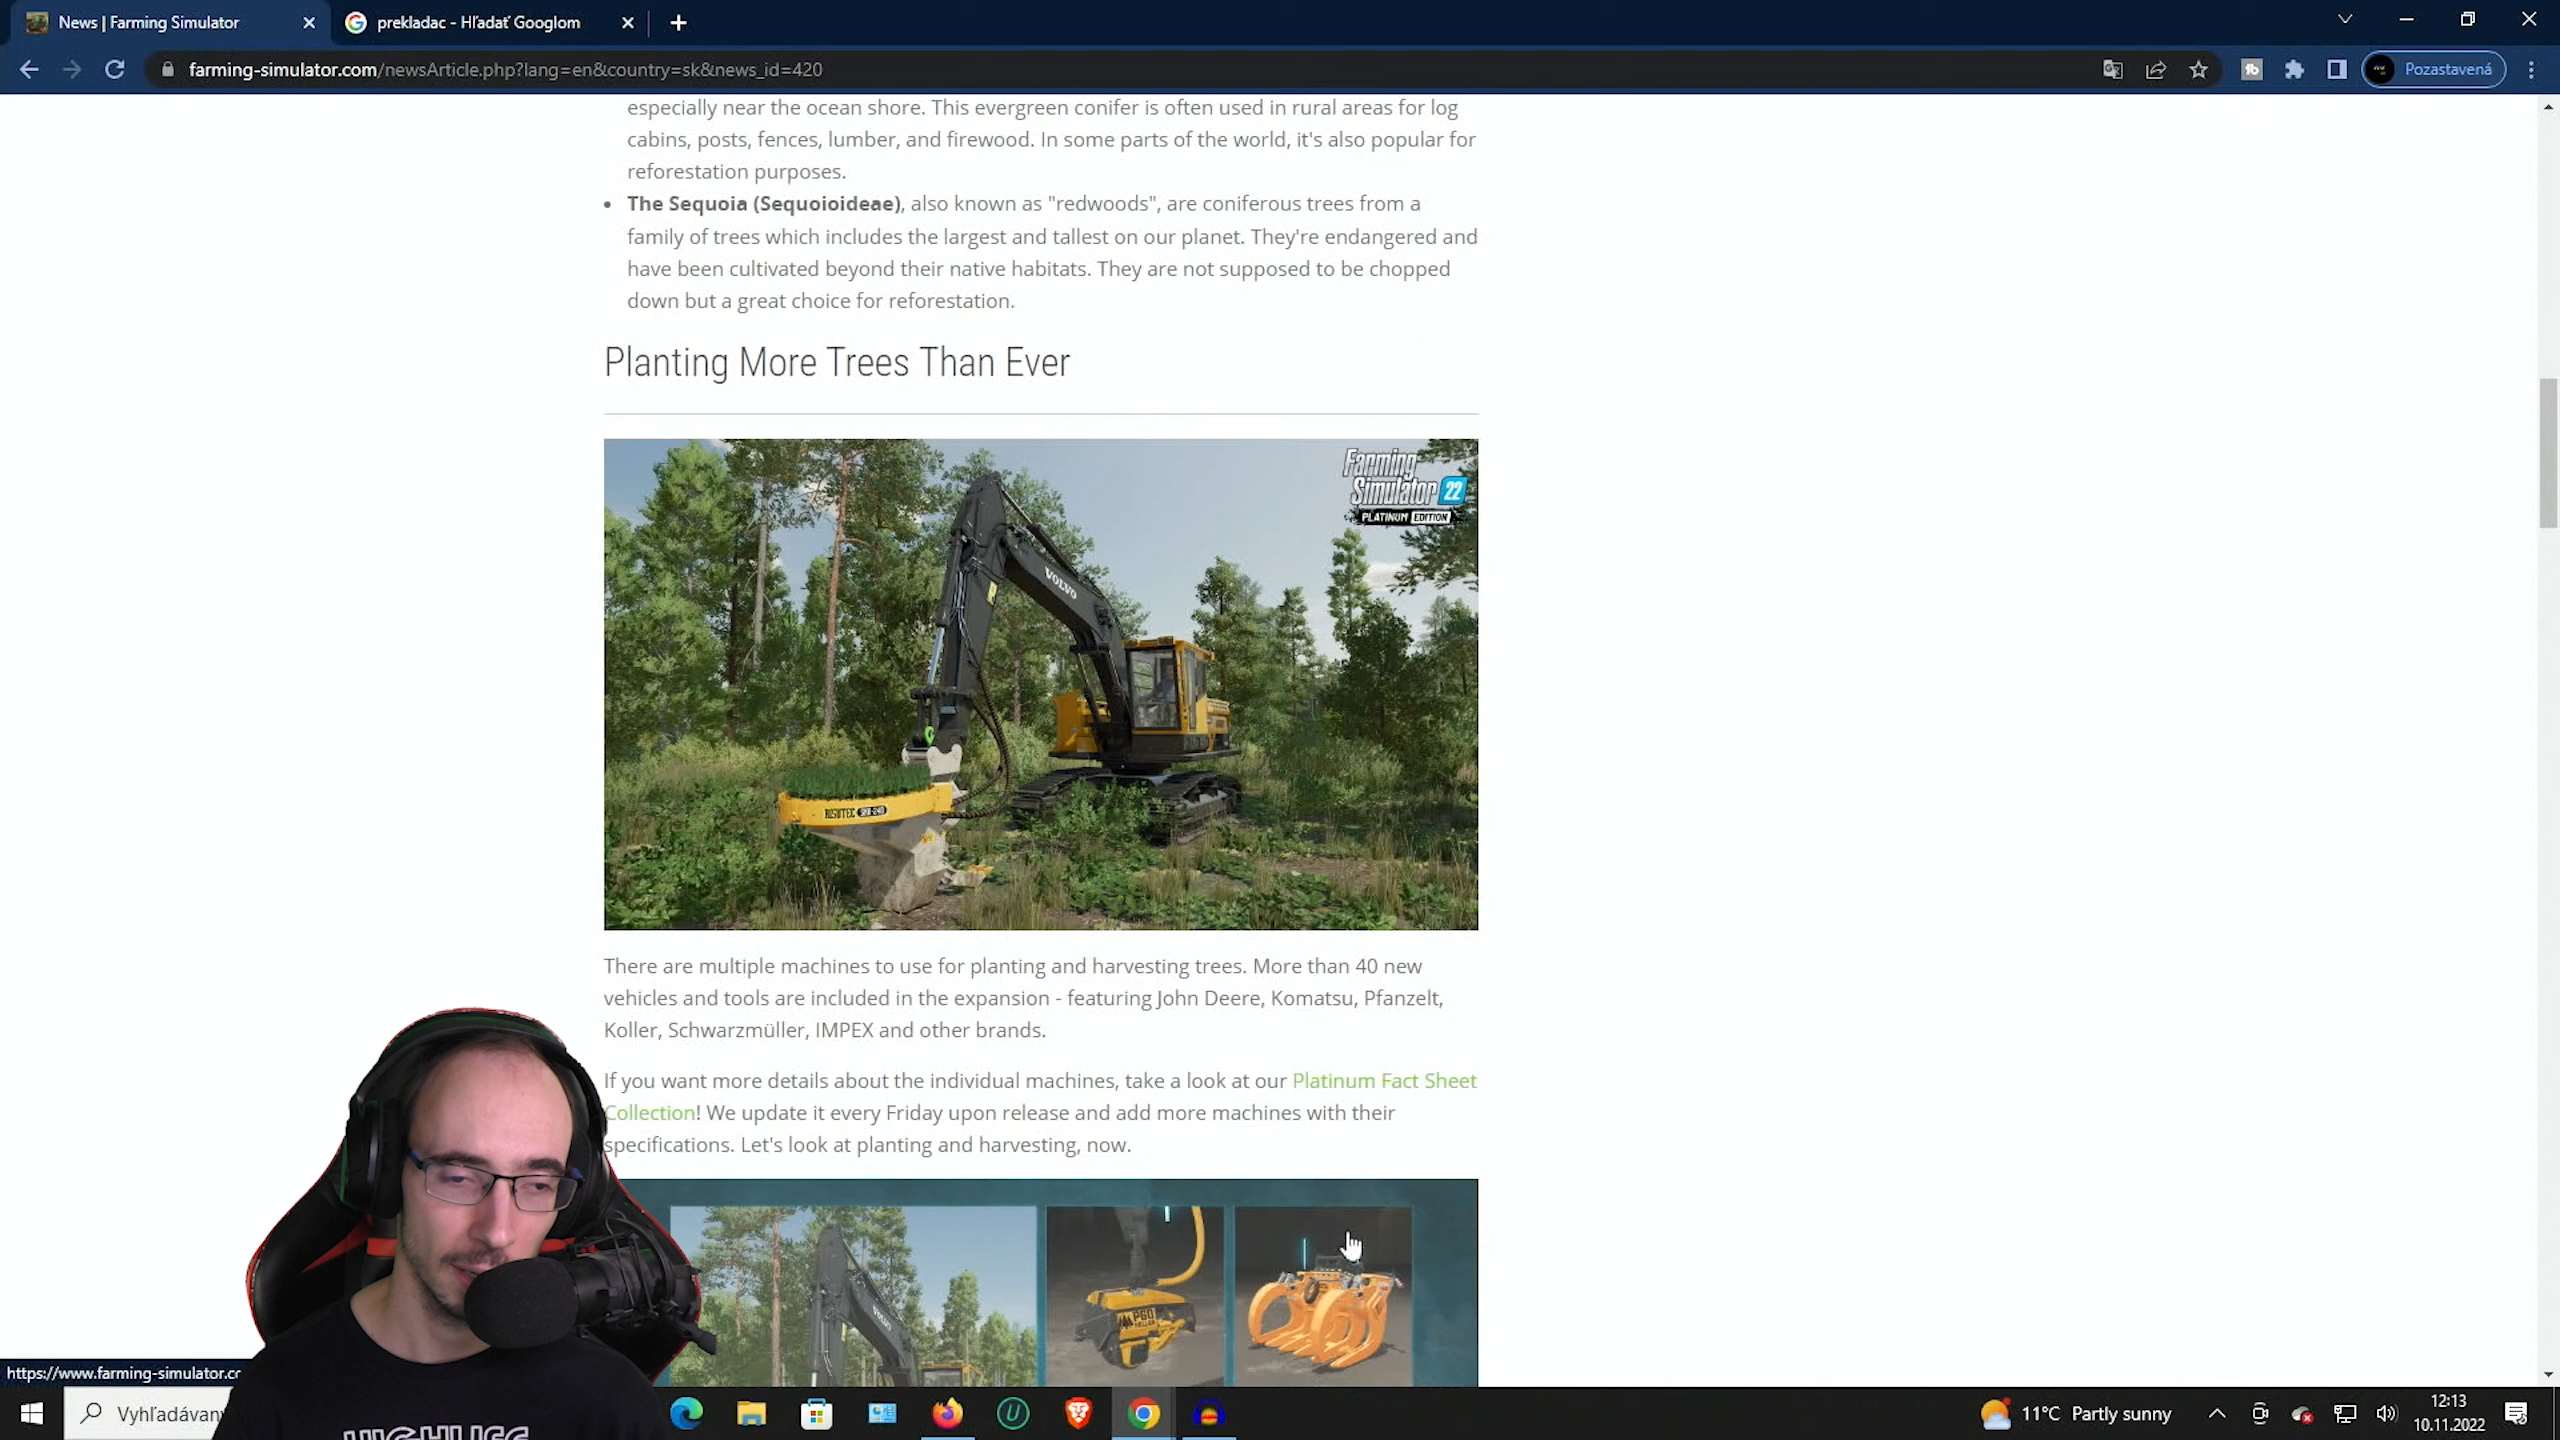 News | Farming Simulator
prekladac - Hľadať Googlom
farming-simulator.com/newsArticle.php?lang=en&country=sk&news_id=420
Pozastavená
especially near the ocean shore. This evergreen conifer is often used in rural areas for log
cabins, posts, fences, lumber, and firewood. In some parts of the world, it's also popular for
reforestation purposes.
• The Sequoia (Sequoioideae), also known as "redwoods", are coniferous trees from a
family of trees which includes the largest and tallest on our planet. They're endangered and
have been cultivated beyond their native habitats. They are not supposed to be chopped
down but a great choice for reforestation.
Planting More Trees Than Ever
Farming
Simulator 22
PLATINUM EDITION
VOLVO
RISUTEC
There are multiple machines to use for planting and harvesting trees. More than 40 new
vehicles and tools are included in the expansion - featuring John Deere, Komatsu, Pfanzelt,
Koller, Schwarzmüller, IMPEX and other brands.
If you want more details about the individual machines, take a look at our Platinum Fact Sheet
Collection! We update it every Friday upon release and add more machines with their
specifications. Let's look at planting and harvesting, now.
VOLVO
P60
https://www.farming-simulator.co
Vyhľadávan
11°C Partly sunny
12:13
10.11.2022